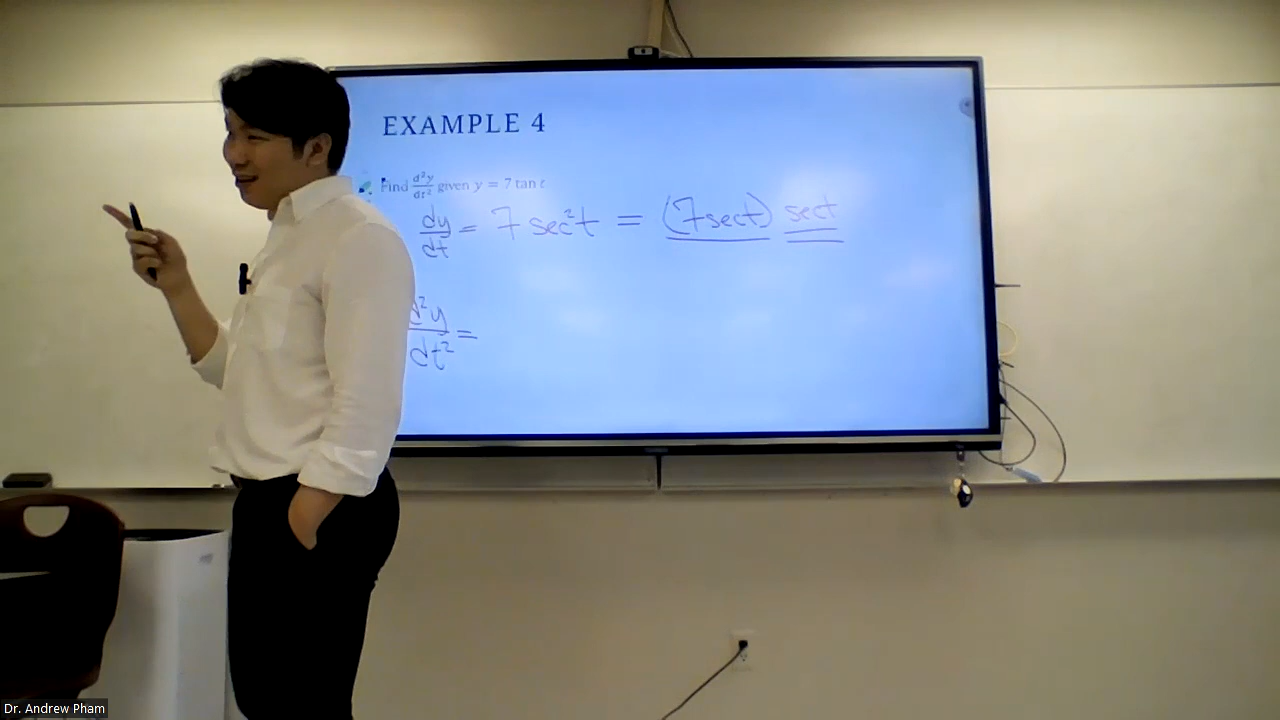 EXAMPLE 4
Find d²y/dt² given y = 7 tan t
dy/dt = 7 sec²t = (7sect) sect
d²y/dt² =
Dr. Andrew Pham